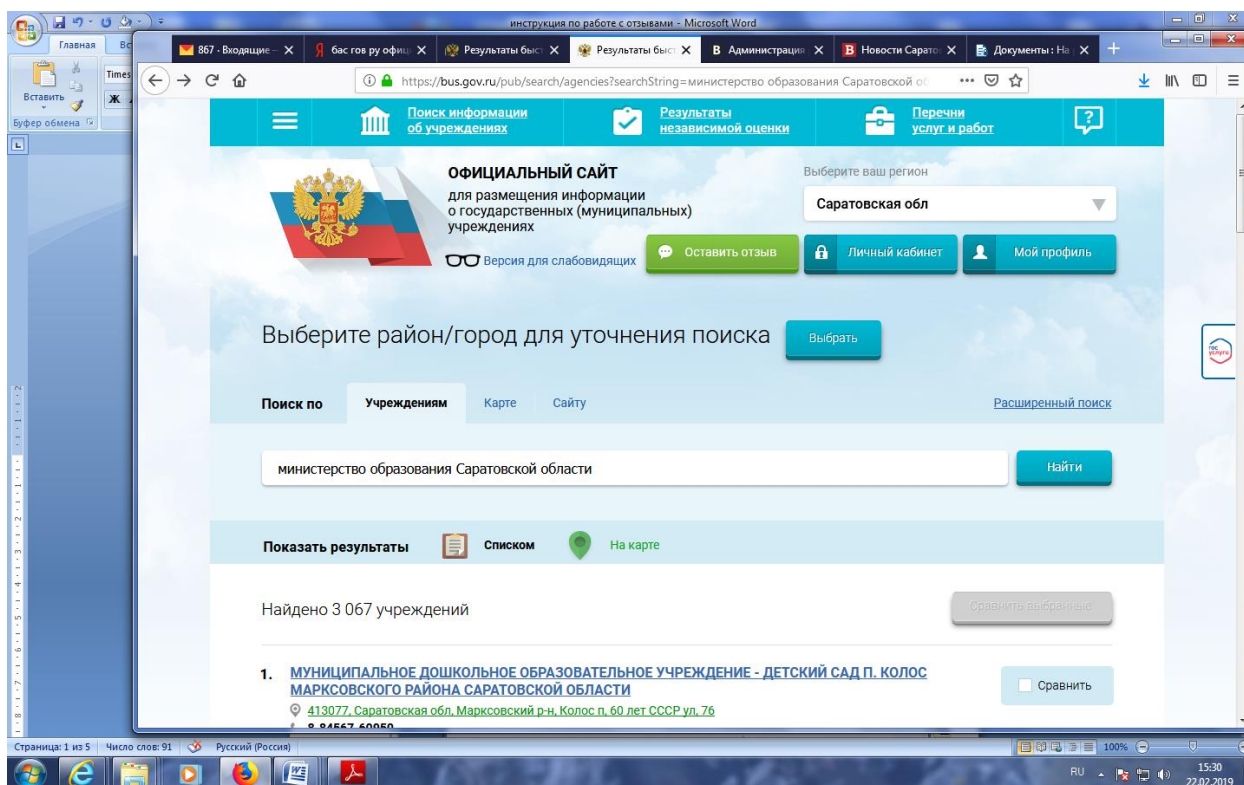 инструкция по работе с отзывами - Microsoft Word
Главная
Вс
867 · Входящие –
бас гов ру офиц
Результаты быст
Результаты быст
Администрация
Новости Сарато
Документы : На
Times
Вставить
Ж
Буфер обмена
https://bus.gov.ru/pub/search/agencies?searchString=министерство образования Саратовской об
Поиск информации
об учреждениях
Результаты
независимой оценки
Перечни
услуг и работ
ОФИЦИАЛЬНЫЙ САЙТ
для размещения информации
о государственных (муниципальных)
учреждениях
Версия для слабовидящих
Выберите ваш регион
Саратовская обл
Оставить отзыв
Личный кабинет
Мой профиль
Выберите район/город для уточнения поиска
Выбрать
гос
услуги
Поиск по
Учреждениям
Карте
Сайту
Расширенный поиск
министерство образования Саратовской области
Найти
Показать результаты
Списком
На карте
Найдено 3 067 учреждений
Сравнить выбранные
1. МУНИЦИПАЛЬНОЕ ДОШКОЛЬНОЕ ОБРАЗОВАТЕЛЬНОЕ УЧРЕЖДЕНИЕ - ДЕТСКИЙ САД П. КОЛОС
МАРКСОВСКОГО РАЙОНА САРАТОВСКОЙ ОБЛАСТИ
Сравнить
413077, Саратовская обл, Марксовский р-н, Колос п, 60 лет СССР ул, 76
8-84567-60050
Страница: 1 из 5
Число слов: 91
Русский (Россия)
100%
RU
15:30
22.02.2019